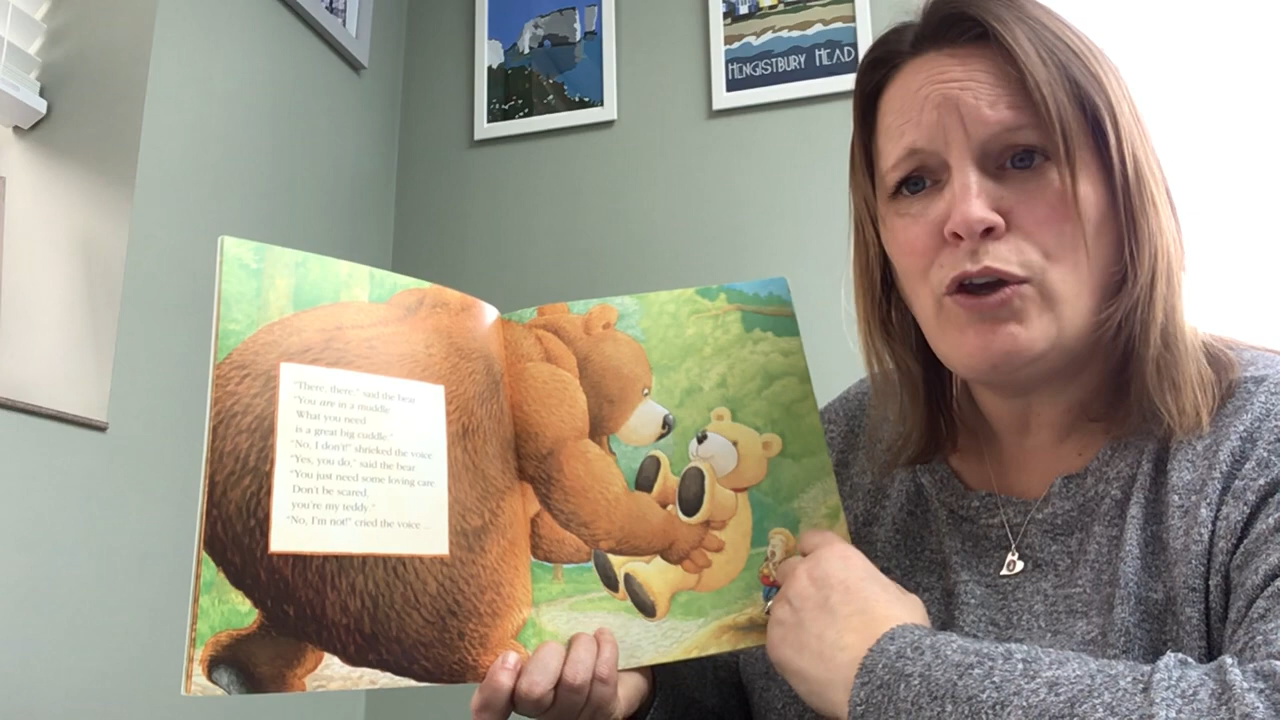 HENGISTBURY HEAD
"There, there," said the bear
"You are in a muddle
What you need
is a great big cuddle."
"No, I don't!" shrieked the voice
"Yes, you do," said the bear
"You just need some loving care.
Don't be scared,
you're my teddy."
"No, I'm not!" cried the voice ...